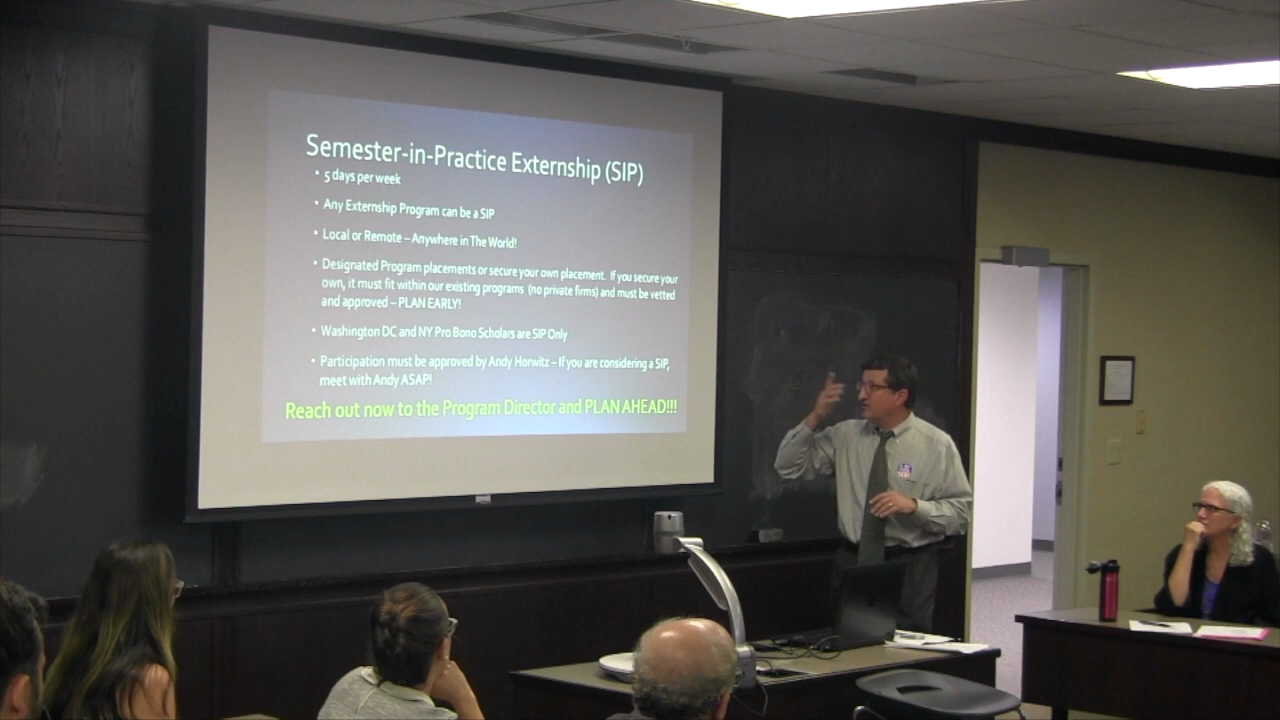 Semester-in-Practice Externship (SIP)
• 5 days per week
• Any Externship Program can be a SIP
• Local or Remote – Anywhere in The World!
• Designated Program placements or secure your own placement. If you secure your
own, it must fit within our existing programs (no private firms) and must be vetted
and approved – PLAN EARLY!
• Washington DC and NY Pro Bono Scholars are SIP Only
• Participation must be approved by Andy Horwitz – If you are considering a SIP,
meet with Andy ASAP!
Reach out now to the Program Director and PLAN AHEAD!!!